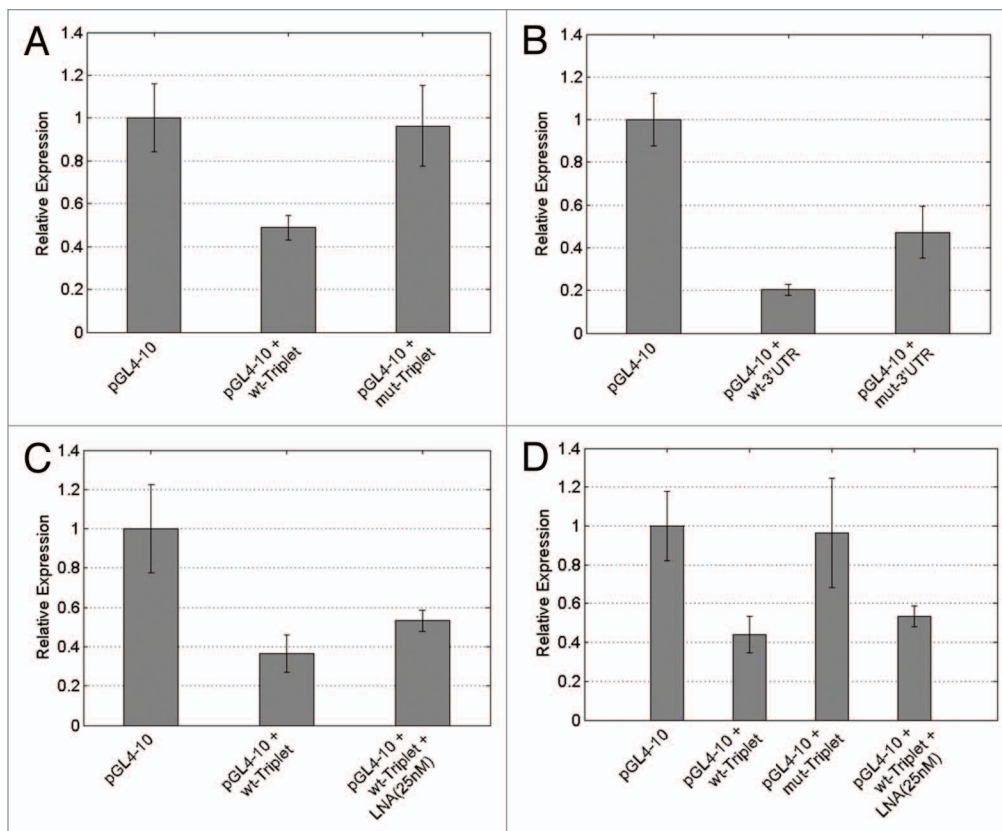 A
Relative Expression
1.4
1.2
1
0.8
0.6
0.4
0.2
0
pGL4-10
pGL4-10 +
wt-Triplet
pGL4-10 +
mut-Triplet
B
Relative Expression
1.4
1.2
1
0.8
0.6
0.4
0.2
0
pGL4-10
pGL4-10 +
wt-3'UTR
pGL4-10 +
mut-3'UTR
C
Relative Expression
1.4
1.2
1
0.8
0.6
0.4
0.2
0
pGL4-10
pGL4-10 +
wt-Triplet
pGL4-10 +
wt-Triplet +
LNA(25nM)
D
Relative Expression
1.4
1.2
1
0.8
0.6
0.4
0.2
0
pGL4-10
pGL4-10 +
wt-Triplet
pGL4-10 +
mut-Triplet
pGL4-10 +
wt-Triplet +
LNA(25nM)